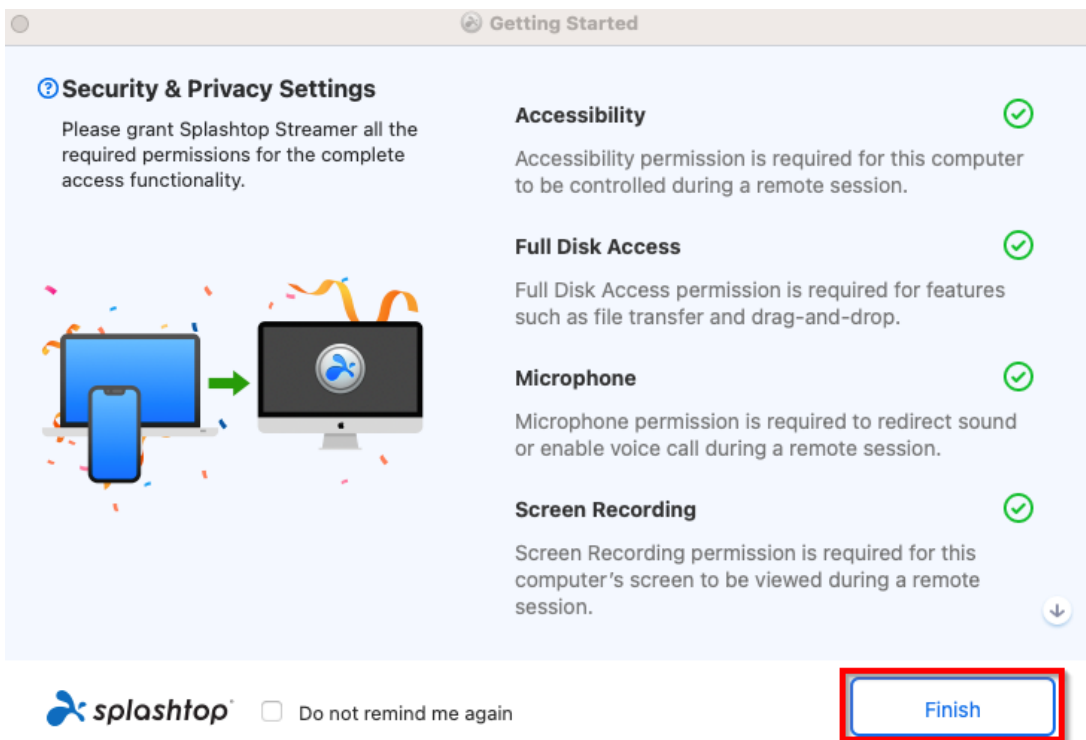 Getting Started
Security & Privacy Settings
Please grant Splashtop Streamer all the
required permissions for the complete
access functionality.
Accessibility
Accessibility permission is required for this computer
to be controlled during a remote session.
Full Disk Access
Full Disk Access permission is required for features
such as file transfer and drag-and-drop.
Microphone
Microphone permission is required to redirect sound
or enable voice call during a remote session.
Screen Recording
Screen Recording permission is required for this
computer’s screen to be viewed during a remote
session.
splashtop
Do not remind me again
Finish